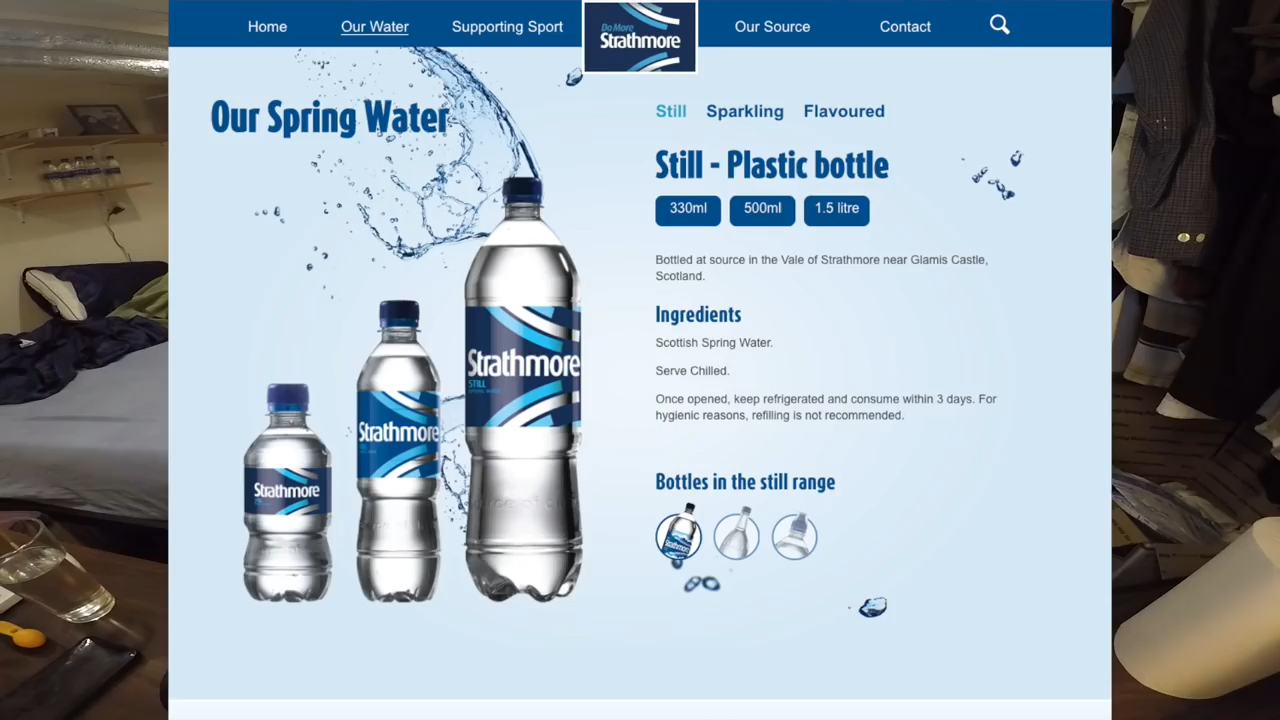 Home
Our Water
Supporting Sport
Do More
Strathmore
Our Source
Contact
Our Spring Water
Still Sparkling Flavoured
Still - Plastic bottle
330ml 500ml 1.5 litre
Bottled at source in the Vale of Strathmore near Glamis Castle,
Scotland.
Ingredients
Scottish Spring Water.
Serve Chilled.
Once opened, keep refrigerated and consume within 3 days. For
hygienic reasons, refilling is not recommended.
Bottles in the still range
Strathmore
STILL
Strathmore
Strathmore
Strathmore